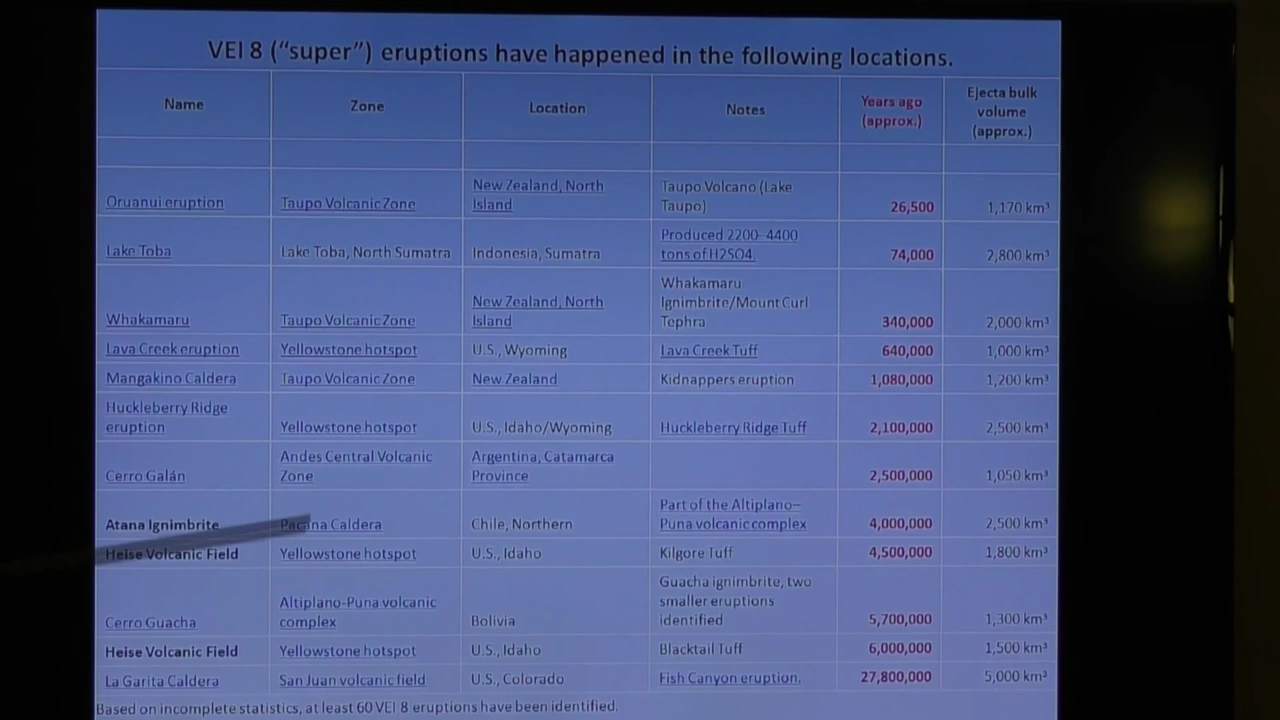 VEI 8 (“super”) eruptions have happened in the following locations.
Name Zone Location Notes Years ago (approx.) Ejecta bulk volume (approx.)
Oruanui eruption Taupo Volcanic Zone New Zealand, North Island Taupo Volcano (Lake Taupo) 26,500 1,170 km³
Lake Toba Lake Toba, North Sumatra Indonesia, Sumatra Produced 2200–4400 tons of H2SO4. 74,000 2,800 km³
Whakamaru Taupo Volcanic Zone New Zealand, North Island Whakamaru Ignimbrite/Mount Curl Tephra 340,000 2,000 km³
Lava Creek eruption Yellowstone hotspot U.S., Wyoming Lava Creek Tuff 640,000 1,000 km³
Mangakino Caldera Taupo Volcanic Zone New Zealand Kidnappers eruption 1,080,000 1,200 km³
Huckleberry Ridge eruption Yellowstone hotspot U.S., Idaho/Wyoming Huckleberry Ridge Tuff 2,100,000 2,500 km³
Cerro Galán Andes Central Volcanic Zone Argentina, Catamarca Province 2,500,000 1,050 km³
Atana Ignimbrite Pacana Caldera Chile, Northern Part of the Altiplano–Puna volcanic complex 4,000,000 2,500 km³
Heise Volcanic Field Yellowstone hotspot U.S., Idaho Kilgore Tuff 4,500,000 1,800 km³
Cerro Guacha Altiplano-Puna volcanic complex Bolivia Guacha ignimbrite, two smaller eruptions identified 5,700,000 1,300 km³
Heise Volcanic Field Yellowstone hotspot U.S., Idaho Blacktail Tuff 6,000,000 1,500 km³
La Garita Caldera San Juan volcanic field U.S., Colorado Fish Canyon eruption. 27,800,000 5,000 km³
Based on incomplete statistics, at least 60 VEI 8 eruptions have been identified.